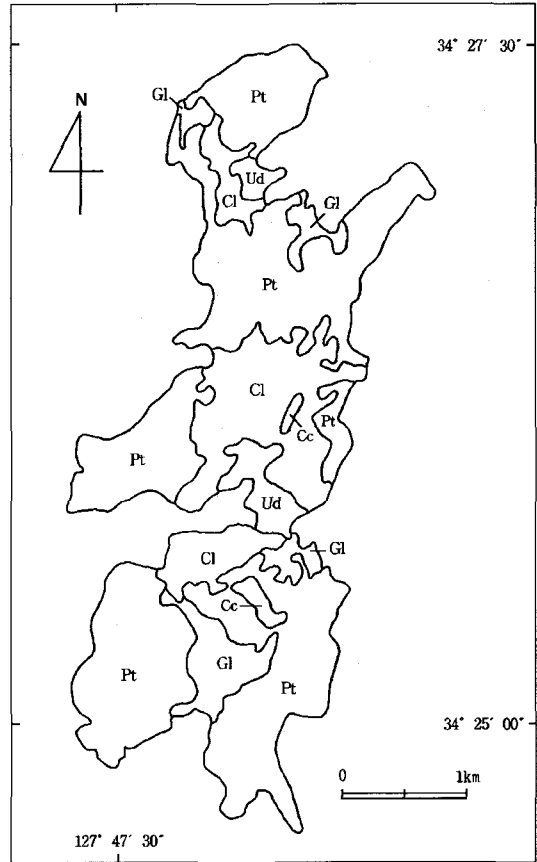 34° 27′ 30″
N
Gl
Pt
Ud
Cl
Gl
Pt
Cl
Cc
Pt
Pt
Ud
Gl
Cl
Cc
Gl
Pt
Pt
34° 25′ 00″
0 1km
127° 47′ 30″